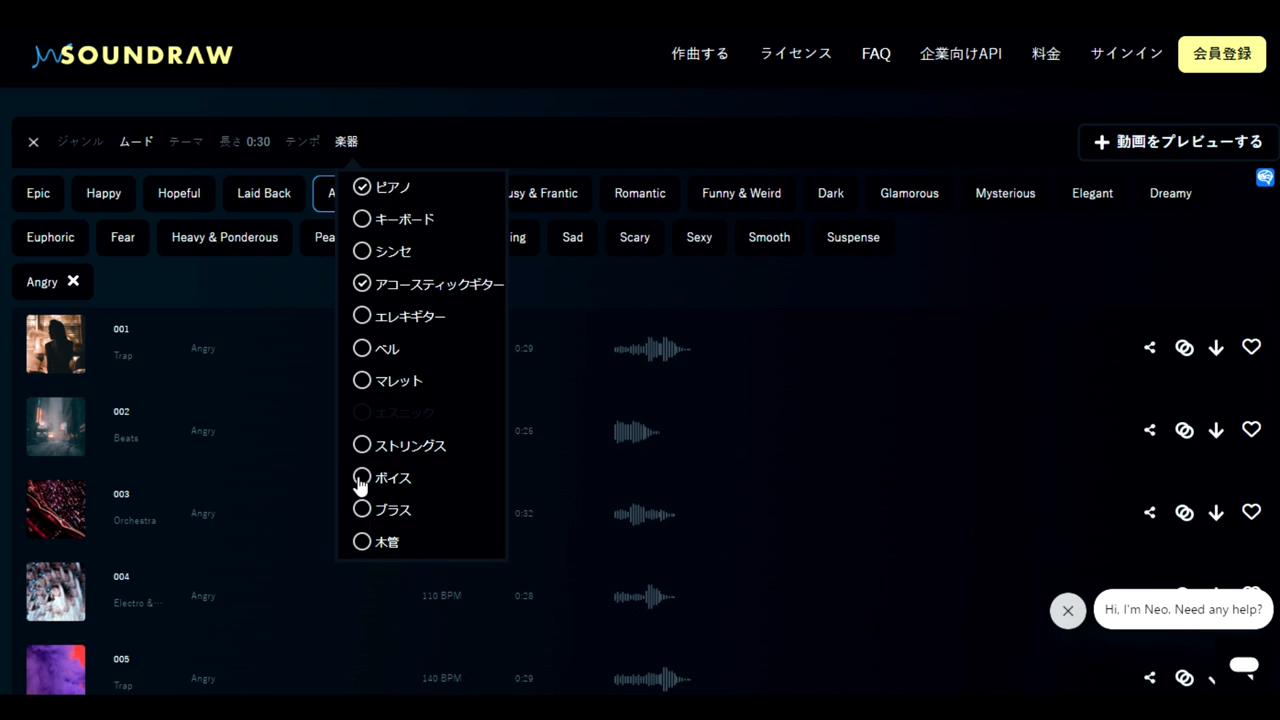 SOUNDRAW 作曲する ライセンス FAQ 企業向けAPI 料金 サインイン 会員登録
ジャンル ムード テーマ 長さ 0:30 テンポ 楽器 動画をプレビューする
Epic Happy Hopeful Laid Back Romantic Funny & Weird Dark Glamorous Mysterious Elegant Dreamy
Euphoric Fear Heavy & Ponderous Sad Scary Sexy Smooth Suspense
Angry
ピアノ
キーボード
シンセ
アコースティックギター
エレキギター
ベル
マレット
エスニック
ストリングス
ボイス
ブラス
木管
001
Trap Angry 0:29
002
Beats Angry 0:26
003
Orchestra Angry 0:32
004
Electro &··· Angry 110 BPM 0:28
005
Trap Angry 140 BPM 0:29
Hi, I'm Neo. Need any help?